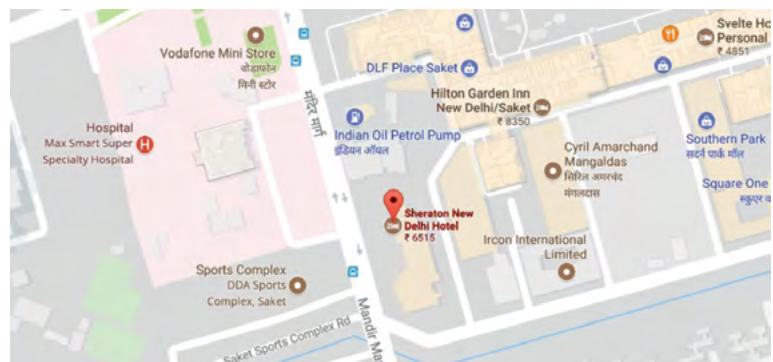 Vodafone Mini Store
वोडाफोन
मिनी स्टोर
Svelte Ho
Personal
₹ 4851
DLF Place Saket
Hilton Garden Inn
New Delhi/Saket
₹ 8350
मंदिर मार्ग
Hospital
Max Smart Super
Specialty Hospital
H
Indian Oil Petrol Pump
इंडियन ऑयल
Cyril Amarchand
Mangaldas
सिरिल अमरचंद
मंगलदास
Southern Park
सदर्न पार्क मॉल
Square One
स्कुएर व
Sheraton New
Delhi Hotel
₹ 6515
Ircon International
Limited
Sports Complex
DDA Sports
Complex, Saket
Saket Sports Complex Rd
Mandir Ma